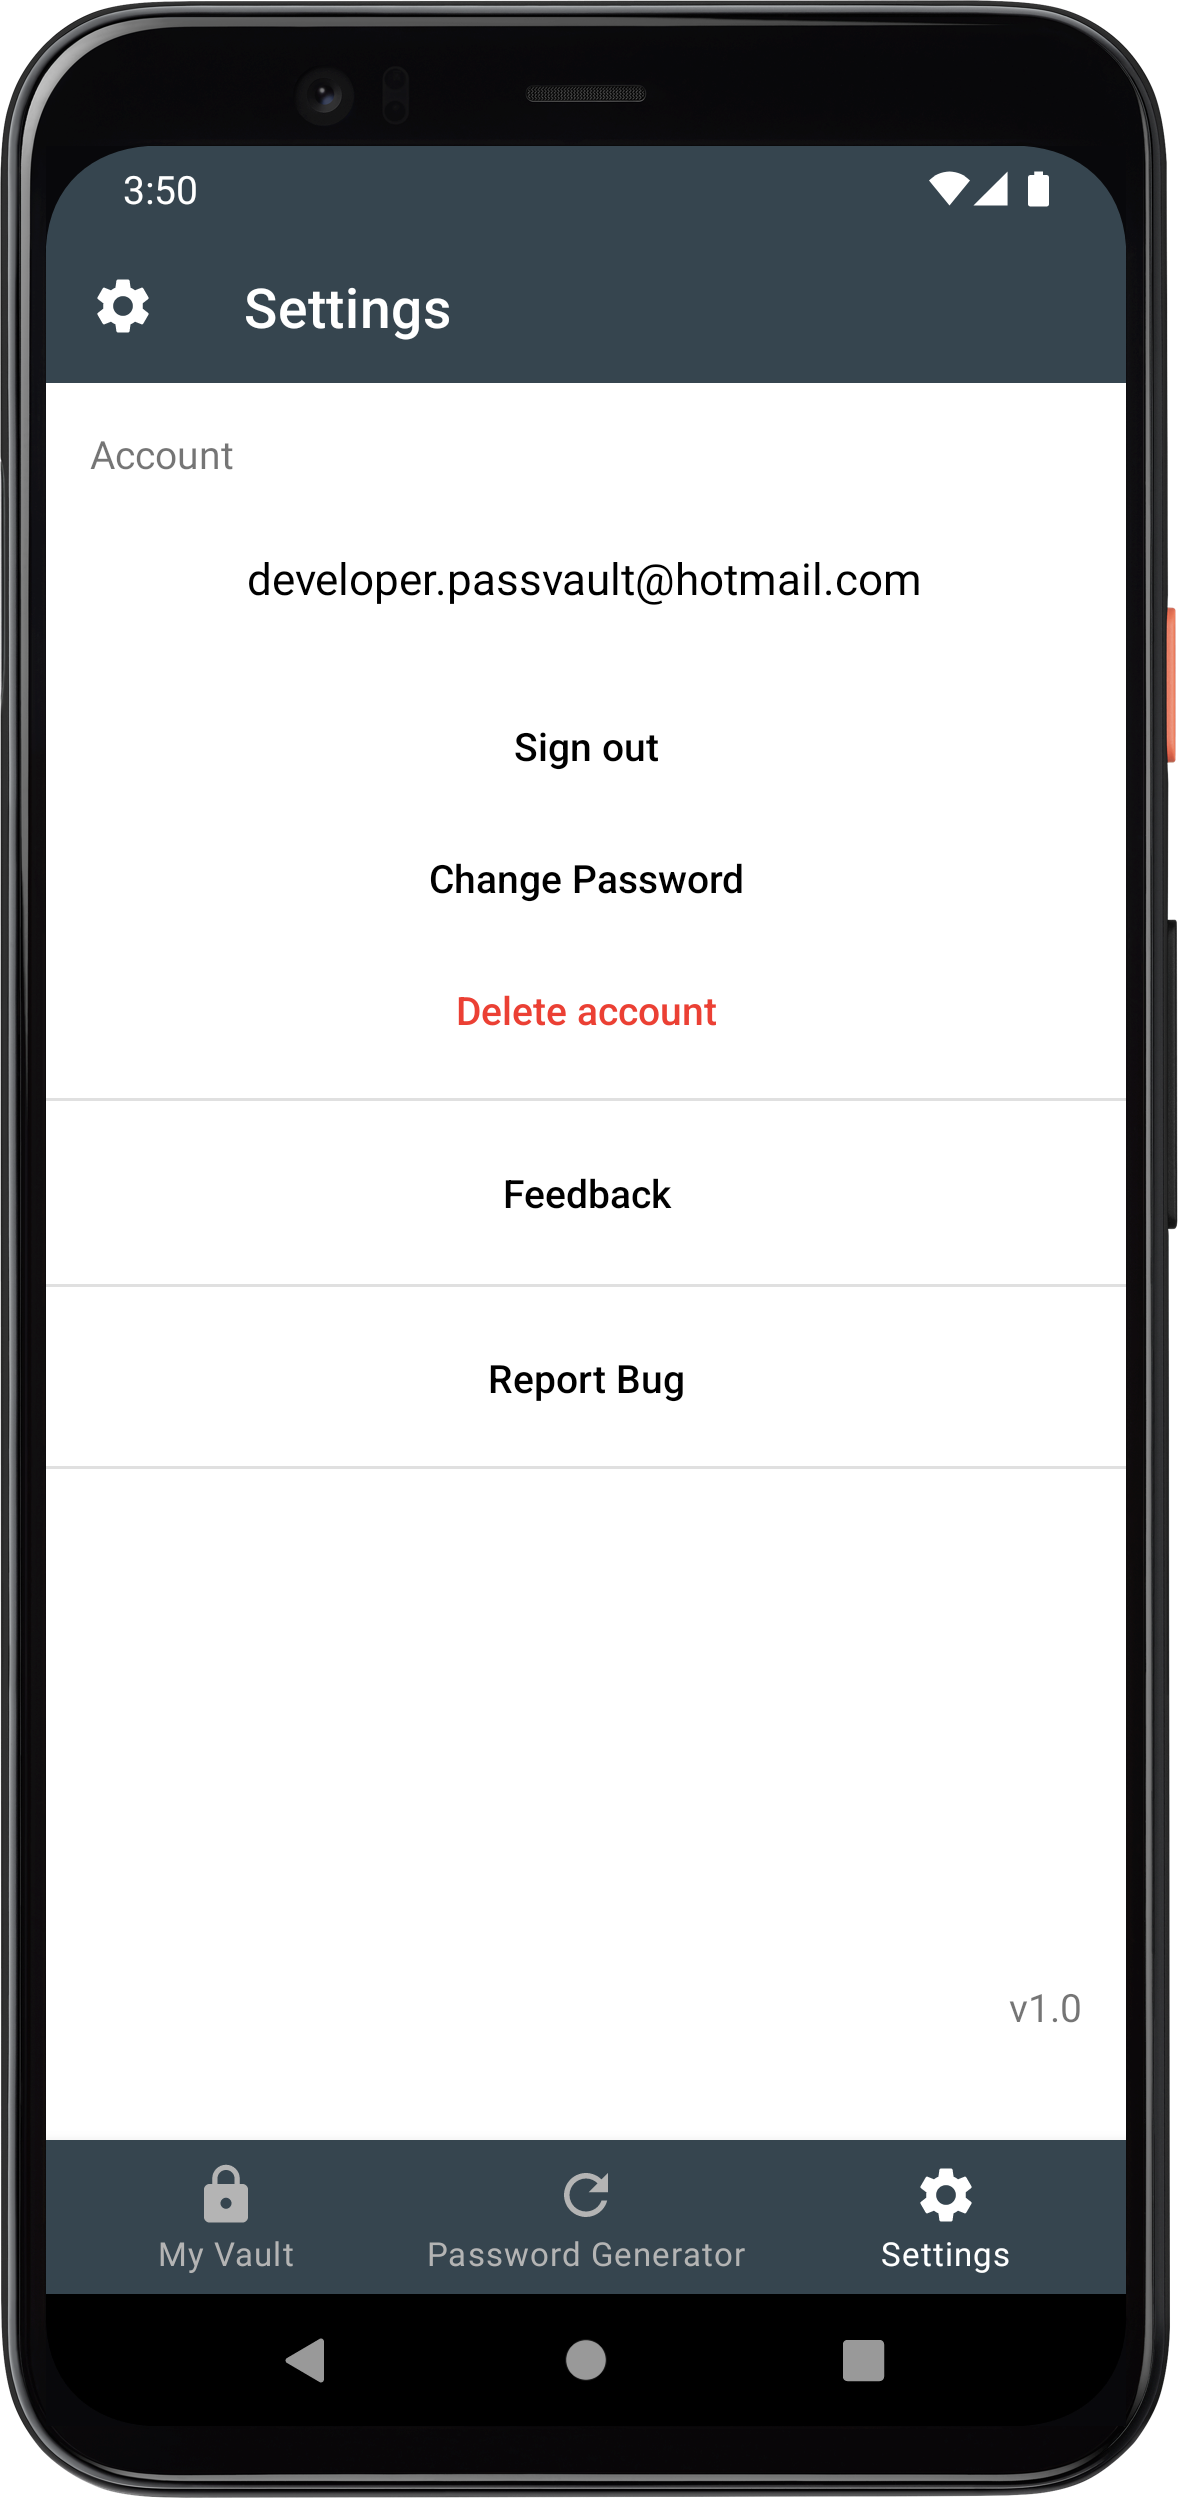 3:50
Settings
Account
developer.passvault@hotmail.com
Sign out
Change Password
Delete account
Feedback
Report Bug
v1.0
My Vault
Password Generator
Settings